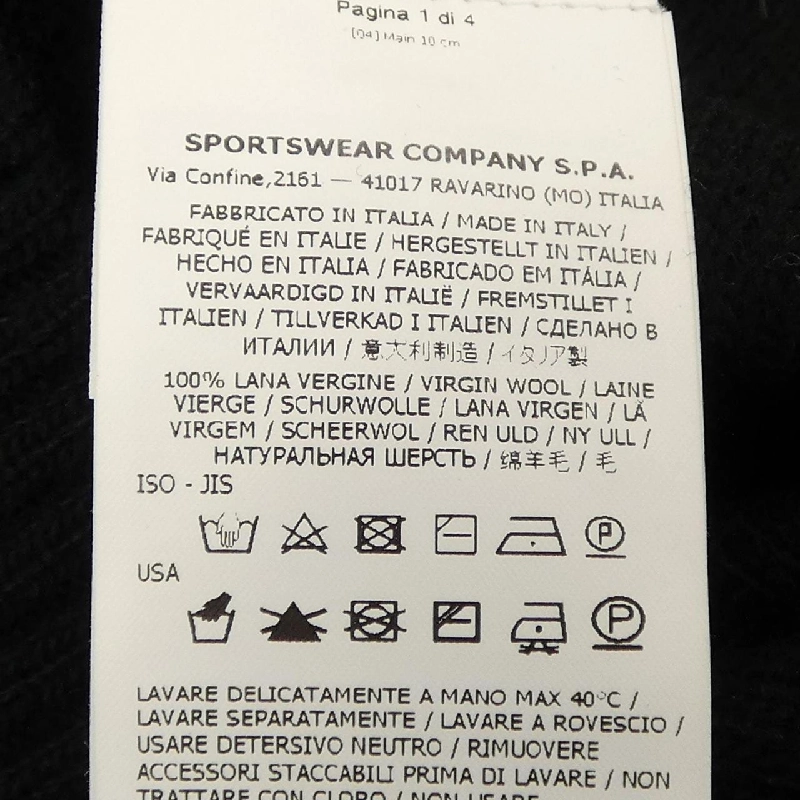 Pagina 1 di 4
[04] Main 10 cm
SPORTSWEAR COMPANY S.P.A.
Via Confine,2161 — 41017 RAVARINO (MO) ITALIA
FABBRICATO IN ITALIA / MADE IN ITALY /
FABRIQUÉ EN ITALIE / HERGESTELLT IN ITALIEN /
HECHO EN ITALIA / FABRICADO EM ITÁLIA /
VERVAARDIGD IN ITALIË / FREMSTILLET I
ITALIEN / TILLVERKAD I ITALIEN / СДЕЛАНО В
ИТАЛИИ / 意大利制造 / イタリア製
100% LANA VERGINE / VIRGIN WOOL / LAINE
VIERGE / SCHURWOLLE / LANA VIRGEN / LÃ
VIRGEM / SCHEERWOL / REN ULD / NY ULL /
НАТУРАЛЬНАЯ ШЕРСТЬ / 绵羊毛 / 毛
ISO - JIS
P
USA
P
LAVARE DELICATAMENTE A MANO MAX 40°C /
LAVARE SEPARATAMENTE / LAVARE A ROVESCIO /
USARE DETERSIVO NEUTRO / RIMUOVERE
ACCESSORI STACCABILI PRIMA DI LAVARE / NON
TRATTARE CON CLORO / NON USARE